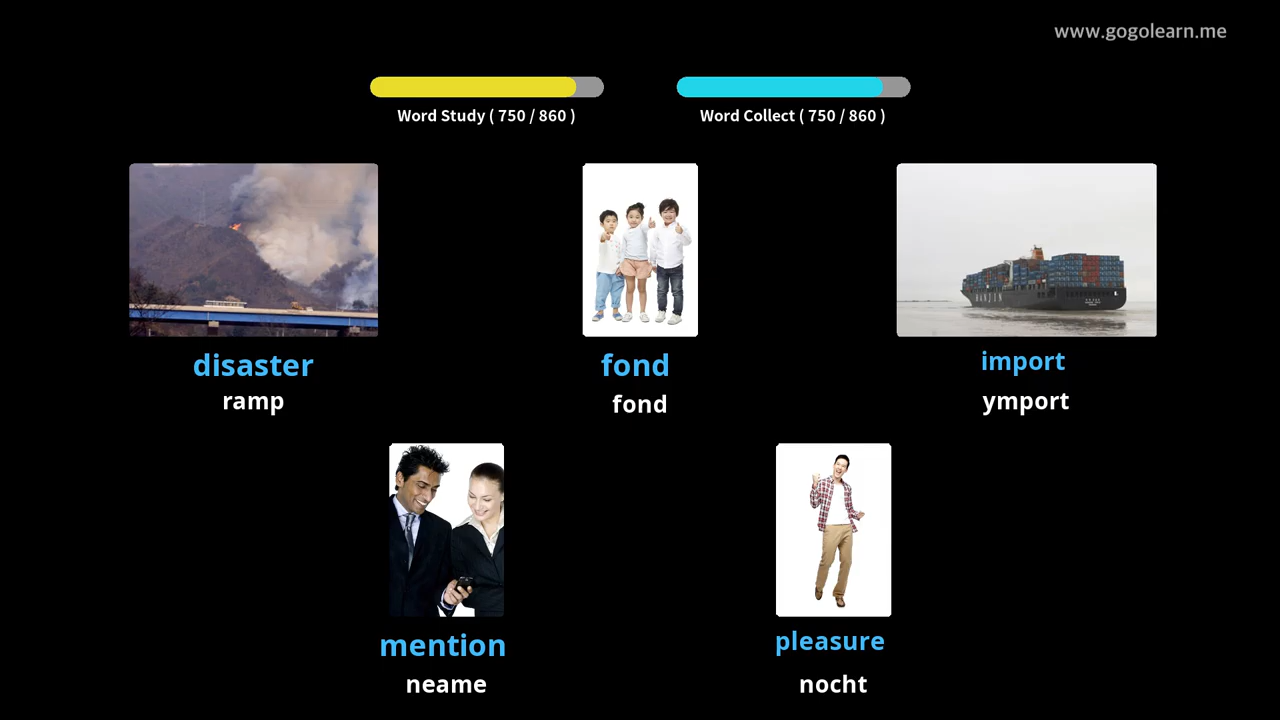 www.gogolearn.me
Word Study ( 750 / 860 )
Word Collect ( 750 / 860 )
disaster
ramp
fond
fond
import
ymport
HANJIN
mention
neame
pleasure
nocht